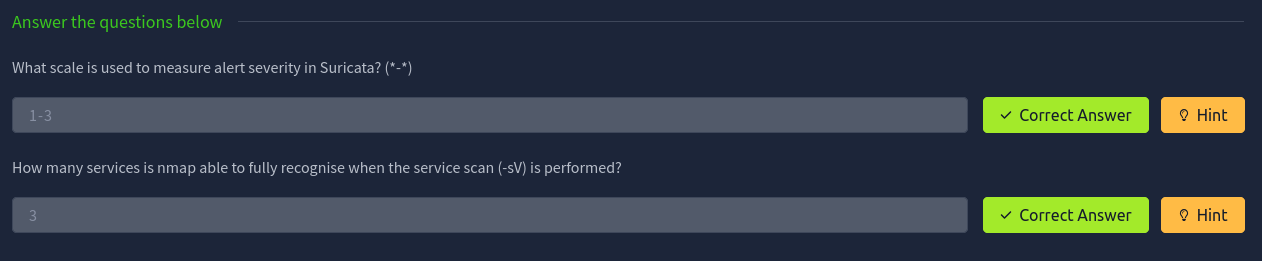 Answer the questions below
What scale is used to measure alert severity in Suricata? (*-*)
1-3
Correct Answer
Hint
How many services is nmap able to fully recognise when the service scan (-sV) is performed?
3
Correct Answer
Hint